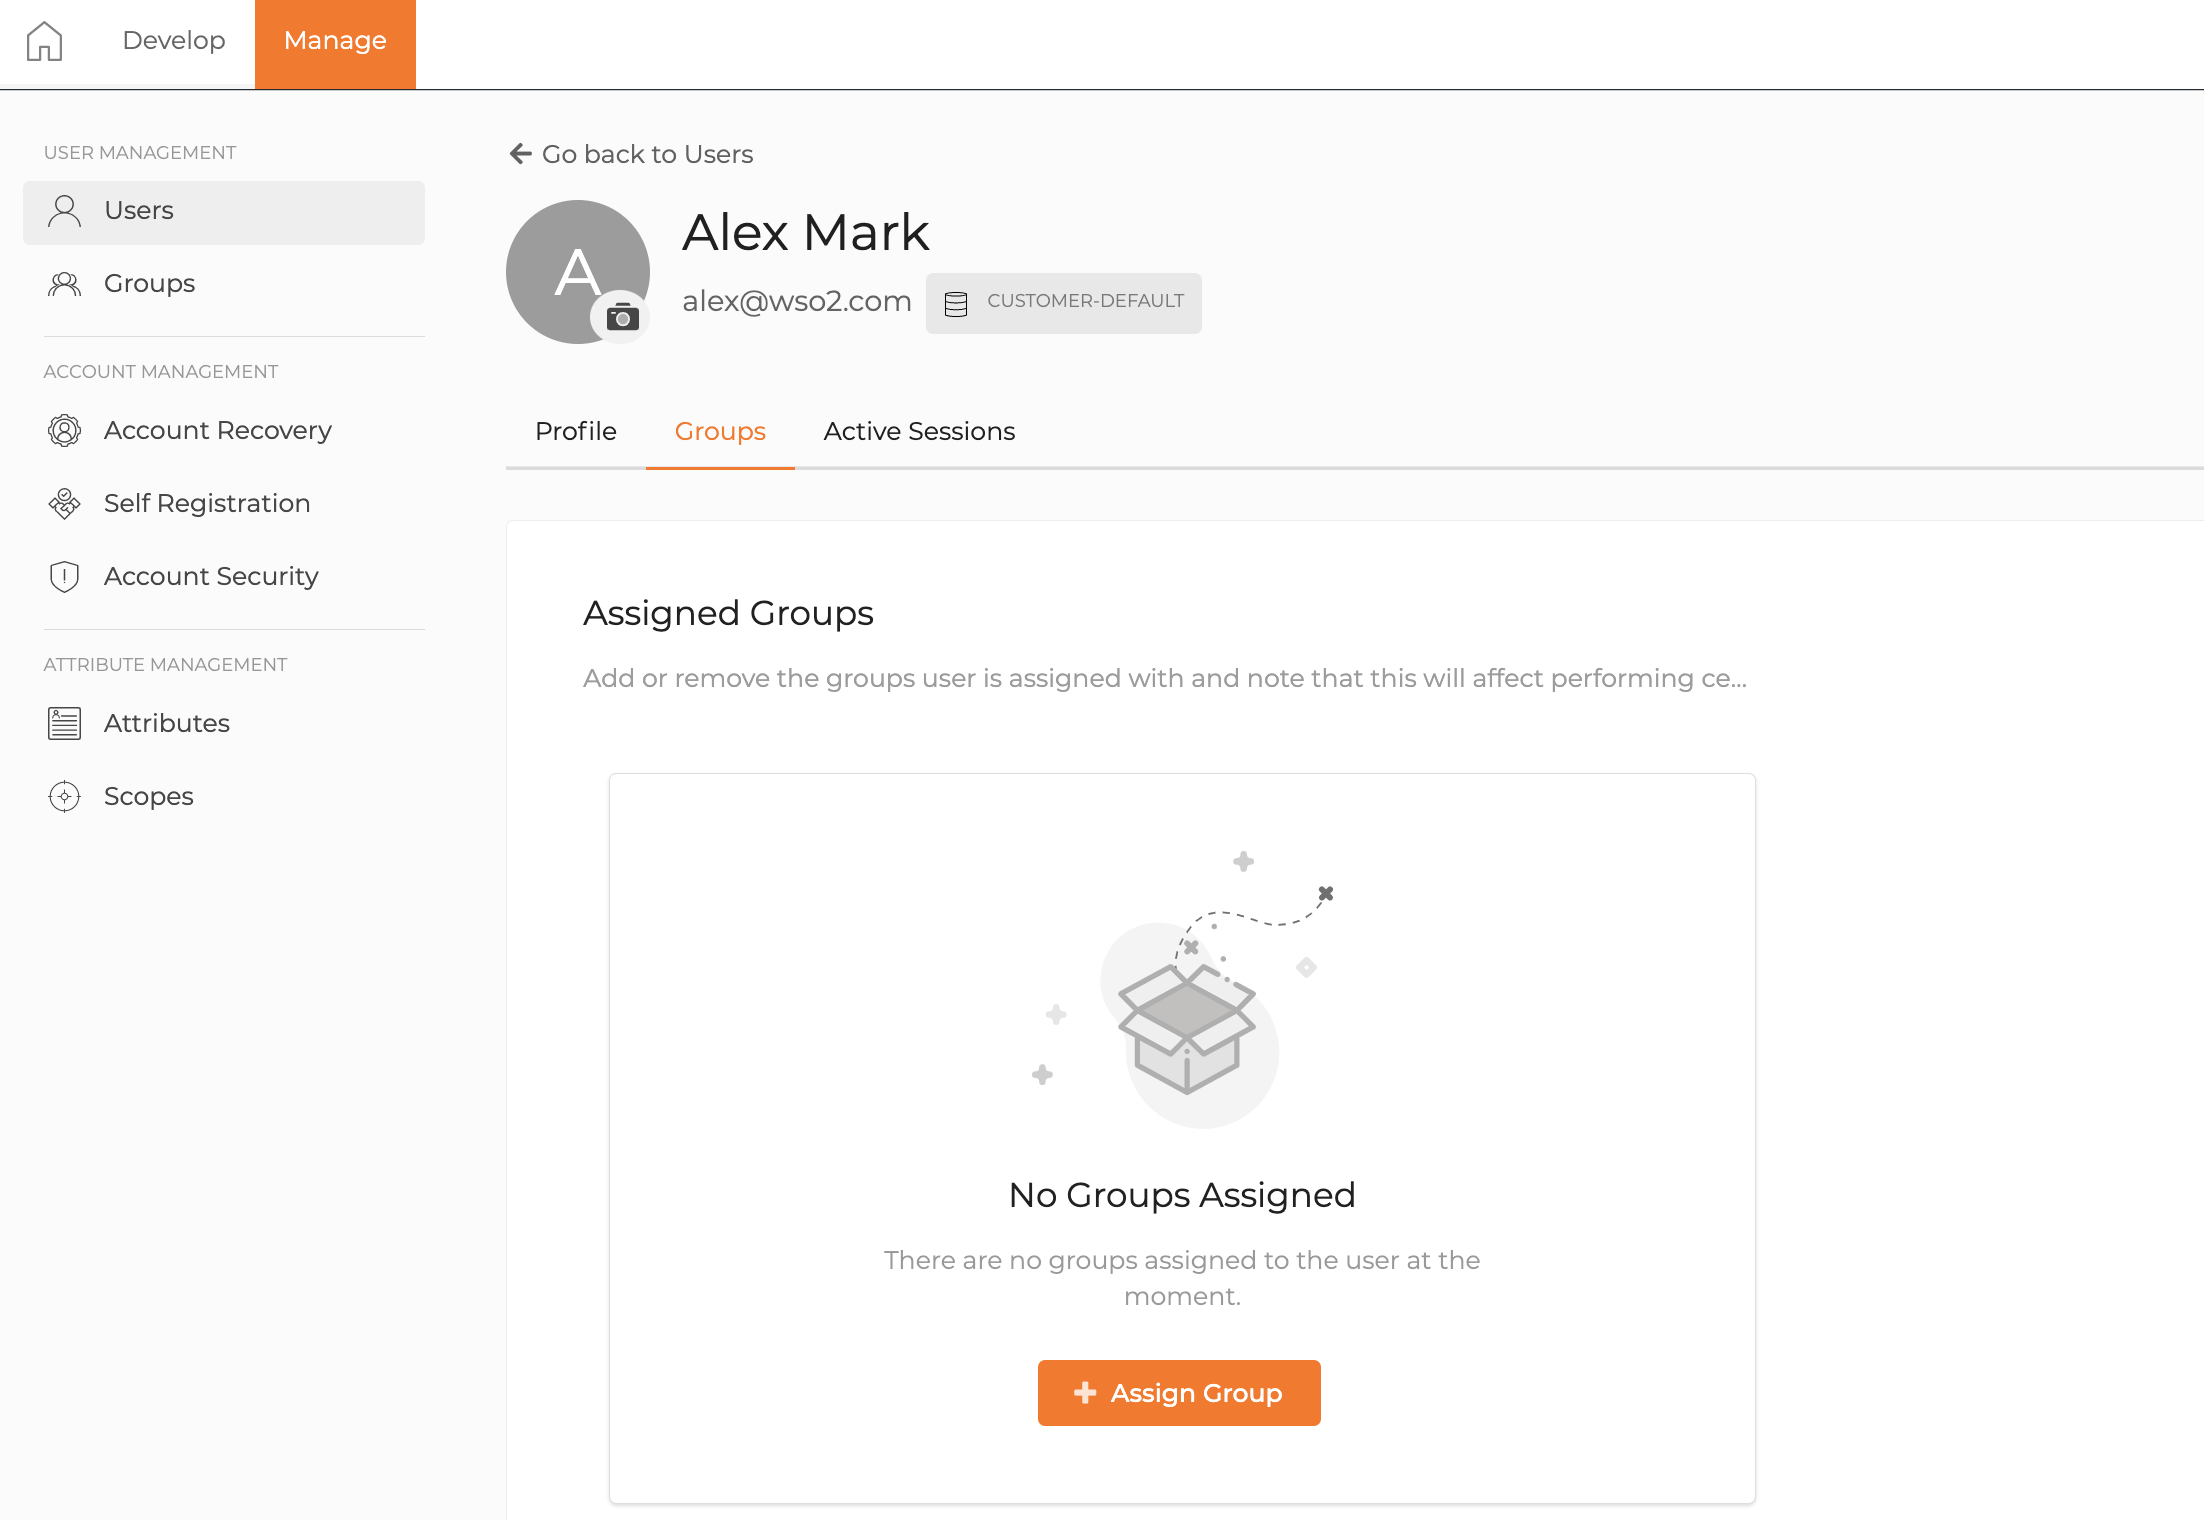 Develop
Manage
USER MANAGEMENT
Users
Groups
ACCOUNT MANAGEMENT
Account Recovery
Self Registration
Account Security
ATTRIBUTE MANAGEMENT
Attributes
Scopes
Go back to Users
A
Alex Mark
alex@wso2.com
CUSTOMER-DEFAULT
Profile
Groups
Active Sessions
Assigned Groups
Add or remove the groups user is assigned with and note that this will affect performing ce...
No Groups Assigned
There are no groups assigned to the user at the
moment.
Assign Group